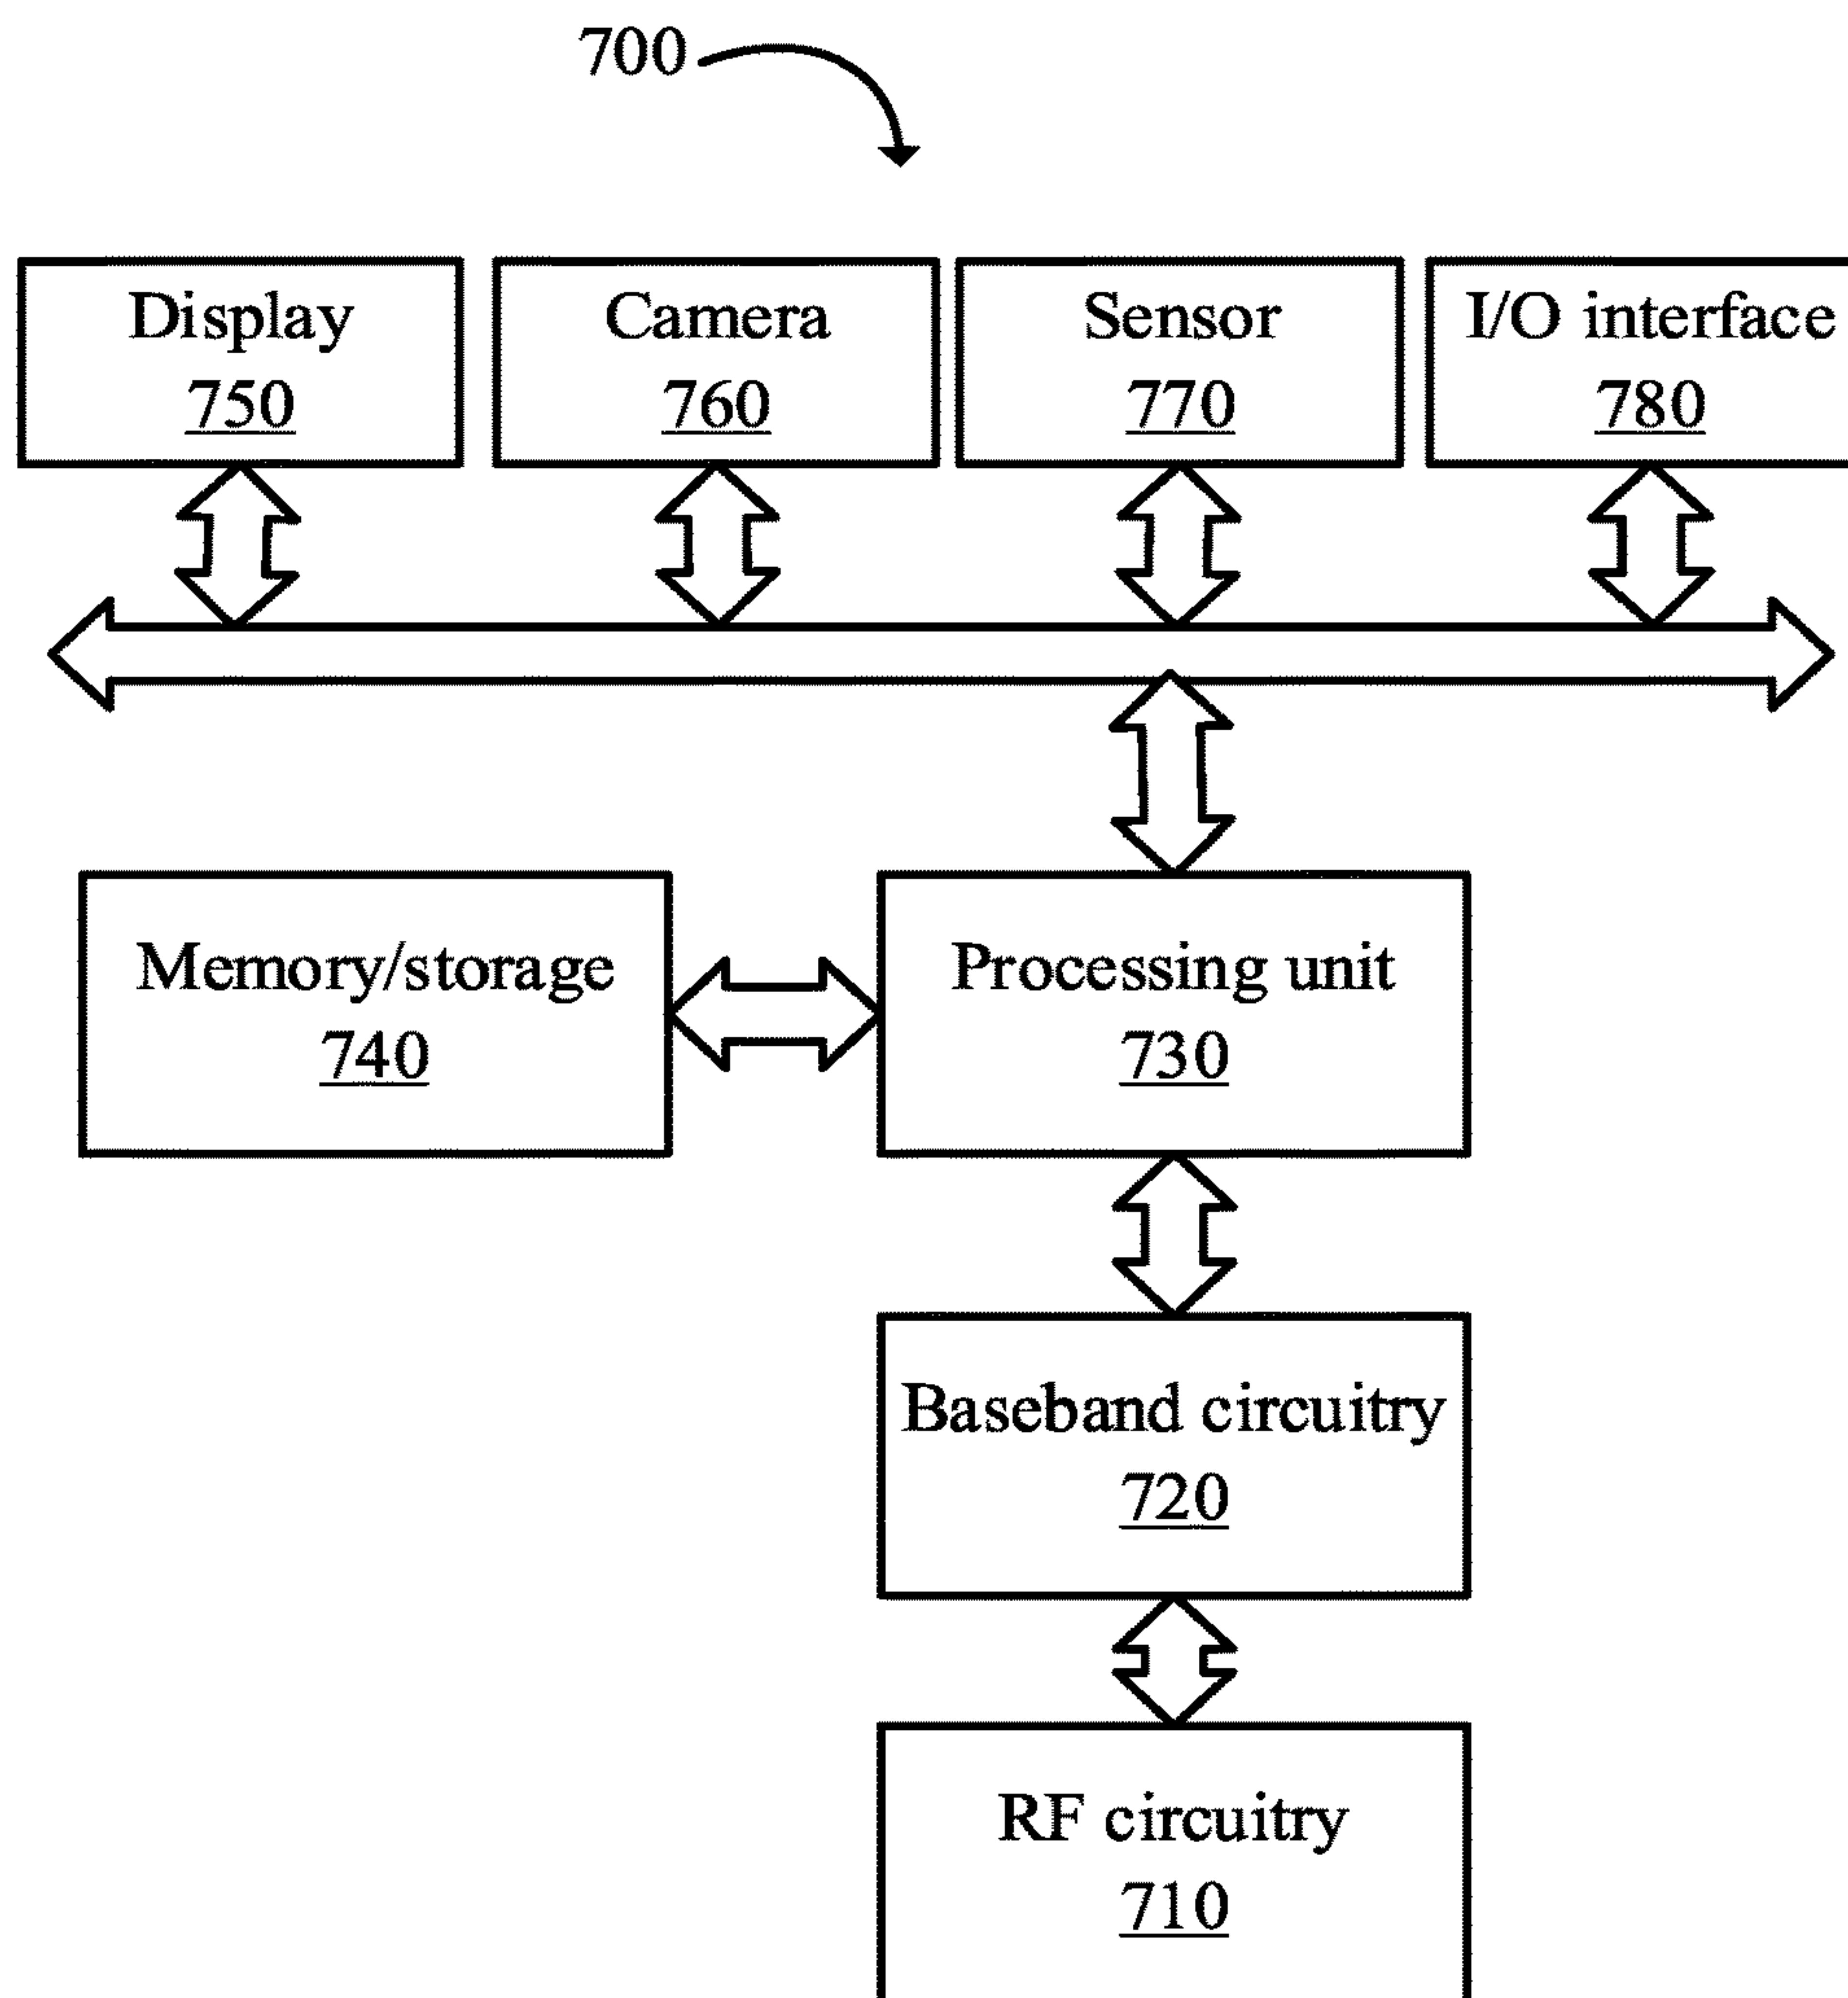 700
Display
750
Camera
760
Sensor
770
I/O interface
780
Memory/storage
740
Processing unit
730
Baseband circuitry
720
RF circuitry
710